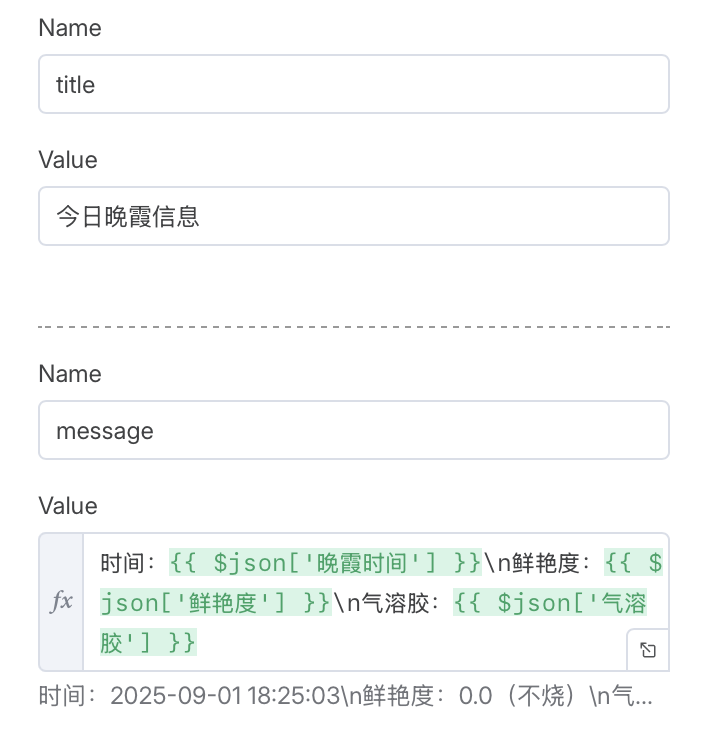 Name
title
Value
今日晚霞信息
Name
message
Value
fx
时间：{{ $json['晚霞时间'] }}\n鲜艳度：{{ $
json['鲜艳度'] }}\n气溶胶：{{ $json['气溶
胶'] }}
时间：2025-09-01 18:25:03\n鲜艳度：0.0（不烧）\n气...